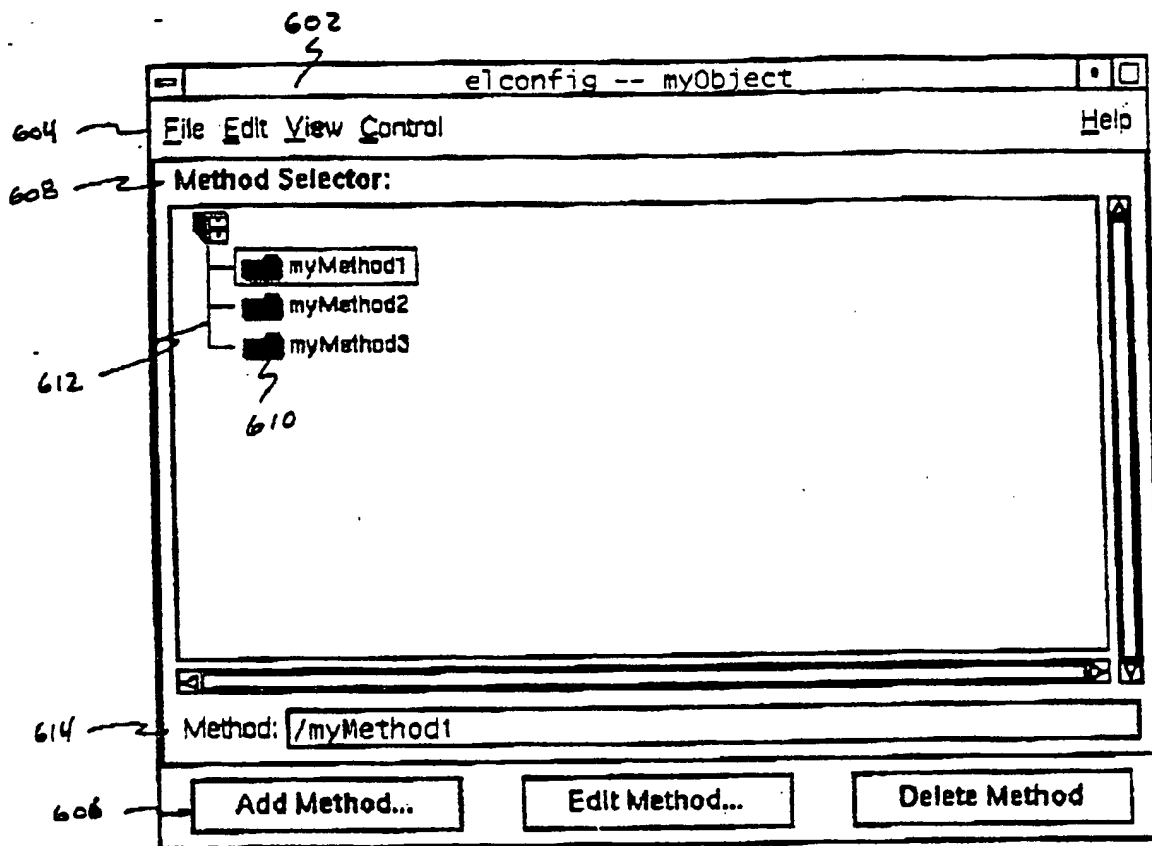 602
elconfig -- myObject
604 File Edit View Control Help
608 Method Selector:
myMethod1
myMethod2
myMethod3
612
610
614 Method: /myMethod1
606 Add Method... Edit Method... Delete Method